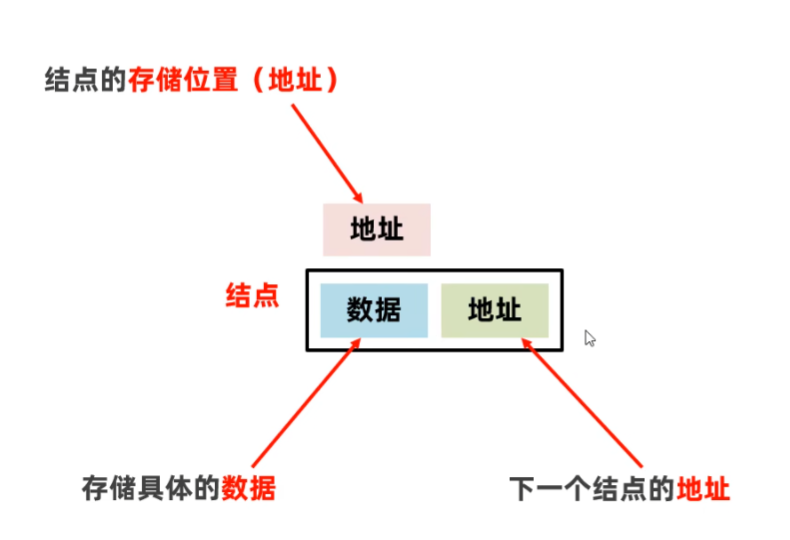 结点的存储位置（地址）
地址
结点
数据
地址
存储具体的数据
下一个结点的地址